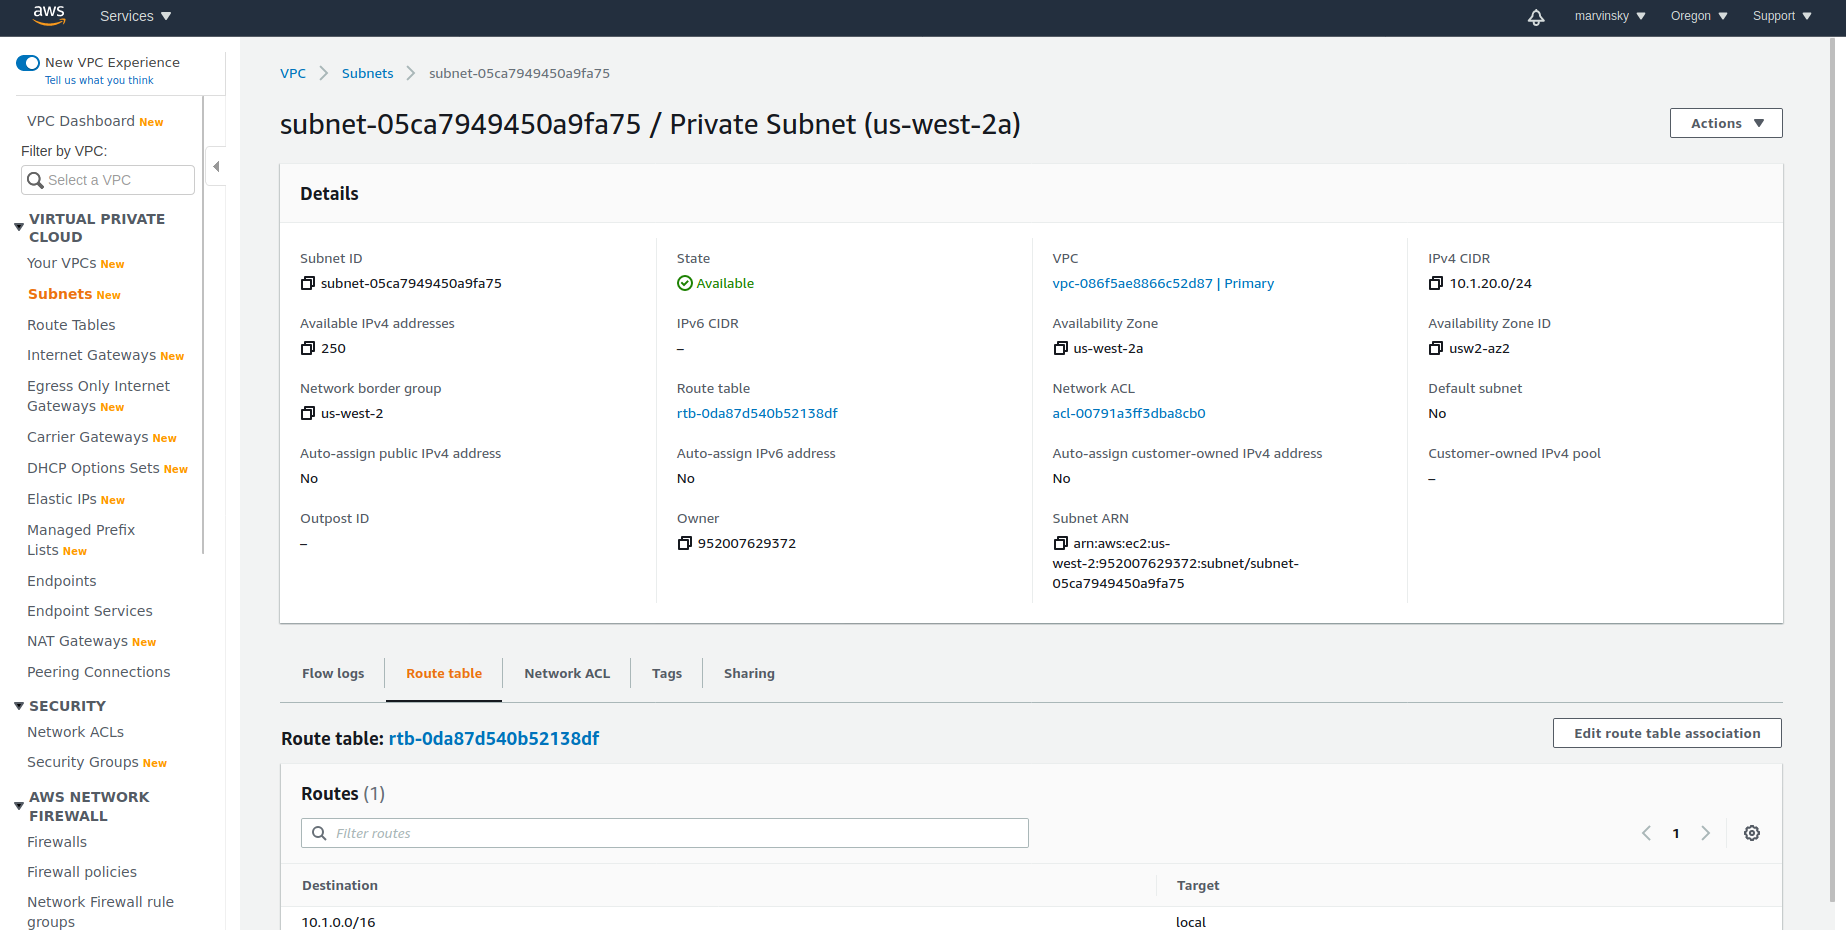 aws
Services
marvinsky
Oregon
Support
New VPC Experience
Tell us what you think
VPC Dashboard New
Filter by VPC:
Select a VPC
VIRTUAL PRIVATE
CLOUD
Your VPCs New
Subnets New
Route Tables
Internet Gateways New
Egress Only Internet
Gateways New
Carrier Gateways New
DHCP Options Sets New
Elastic IPs New
Managed Prefix
Lists New
Endpoints
Endpoint Services
NAT Gateways New
Peering Connections
SECURITY
Network ACLs
Security Groups New
AWS NETWORK
FIREWALL
Firewalls
Firewall policies
Network Firewall rule
groups
VPC
Subnets
subnet-05ca7949450a9fa75
subnet-05ca7949450a9fa75 / Private Subnet (us-west-2a)
Actions
Details
Subnet ID
subnet-05ca7949450a9fa75
State
Available
VPC
vpc-086f5ae8866c52d87 | Primary
IPv4 CIDR
10.1.20.0/24
Available IPv4 addresses
250
IPv6 CIDR
–
Availability Zone
us-west-2a
Availability Zone ID
usw2-az2
Network border group
us-west-2
Route table
rtb-0da87d540b52138df
Network ACL
acl-00791a3ff3dba8cb0
Default subnet
No
Auto-assign public IPv4 address
No
Auto-assign IPv6 address
No
Auto-assign customer-owned IPv4 address
No
Customer-owned IPv4 pool
–
Outpost ID
–
Owner
952007629372
Subnet ARN
arn:aws:ec2:us-
west-2:952007629372:subnet/subnet-
05ca7949450a9fa75
Flow logs
Route table
Network ACL
Tags
Sharing
Route table: rtb-0da87d540b52138df
Edit route table association
Routes (1)
Filter routes
1
Destination
Target
10.1.0.0/16
local